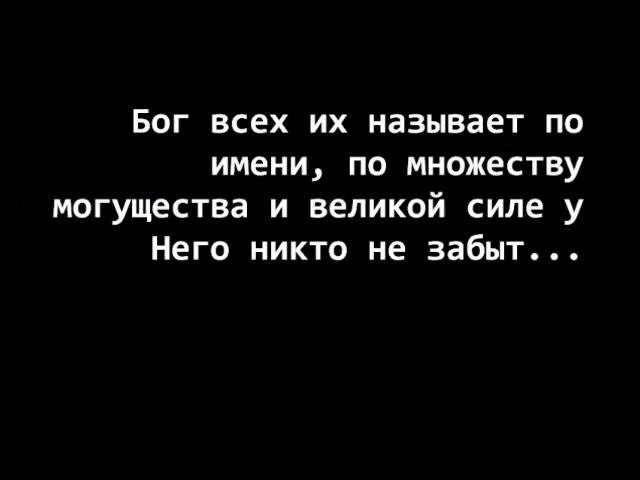 Бог всех их называет по
имени, по множеству
могущества и великой силе у
Него никто не забыт...